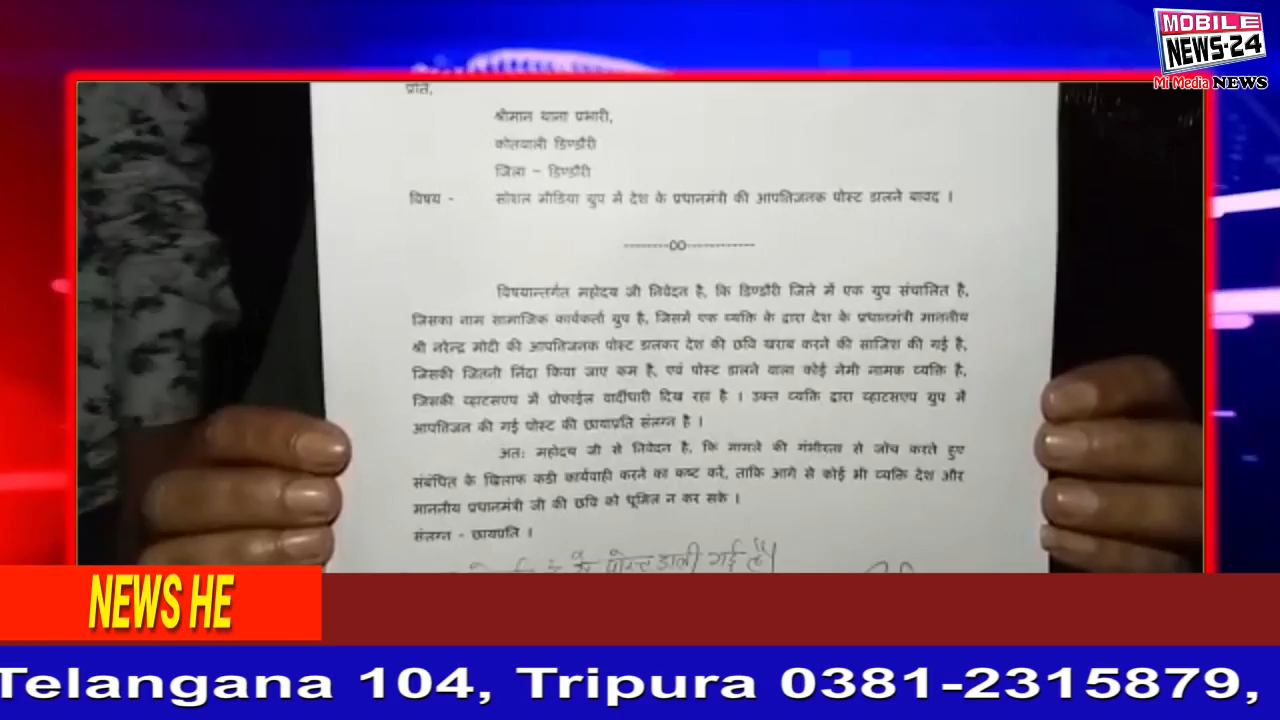 MOBILE
NEWS-24
Mi Media NEWS
प्रति,
श्रीमान थाना प्रभारी,
कोतवाली डिण्डौरी
जिला - डिण्डौरी
विषय - सोशल मीडिया ग्रुप में देश के प्रधानमंत्री की आपतिजनक पोस्ट डालने वावद ।
--------00------------
विषयान्तर्गत महोदय जी निवेदन है, कि डिण्डौरी जिले में एक ग्रुप संचालित है,
जिसका नाम सामाजिक कार्यकर्ता ग्रुप है, जिसमें एक व्यक्ति के द्वारा देश के प्रधानमंत्री माननीय
श्री नरेन्द्र मोदी की आपतिजनक पोस्ट डालकर देश की छवि खराब करने की साजिश की गई है,
जिसकी जितनी निंदा किया जाए कम है, एवं पोस्ट डालने वाला कोई नेमी नामक व्यक्ति है,
जिसकी व्हाटसएप में प्रोफाईल वार्दीधारी दिख रहा है । उक्त व्यक्ति द्वारा व्हाटसएप ग्रुप में
आपतिजन की गई पोस्ट की छायाप्रति संलग्न है ।
अतः महोदय जी से निवेदन है, कि मामले की गंभीरता से जॉच करते हुए
संबंधित के खिलाफ कडी कार्यवाही करने का कष्ट करें, ताकि आगे से कोई भी व्यक्ति देश और
माननीय प्रधानमंत्री जी की छवि को धूमिल न कर सके ।
संलग्न - छायाप्रति ।
पोस्ट डाली गई है।
NEWS HE
Telangana 104, Tripura 0381-2315879,